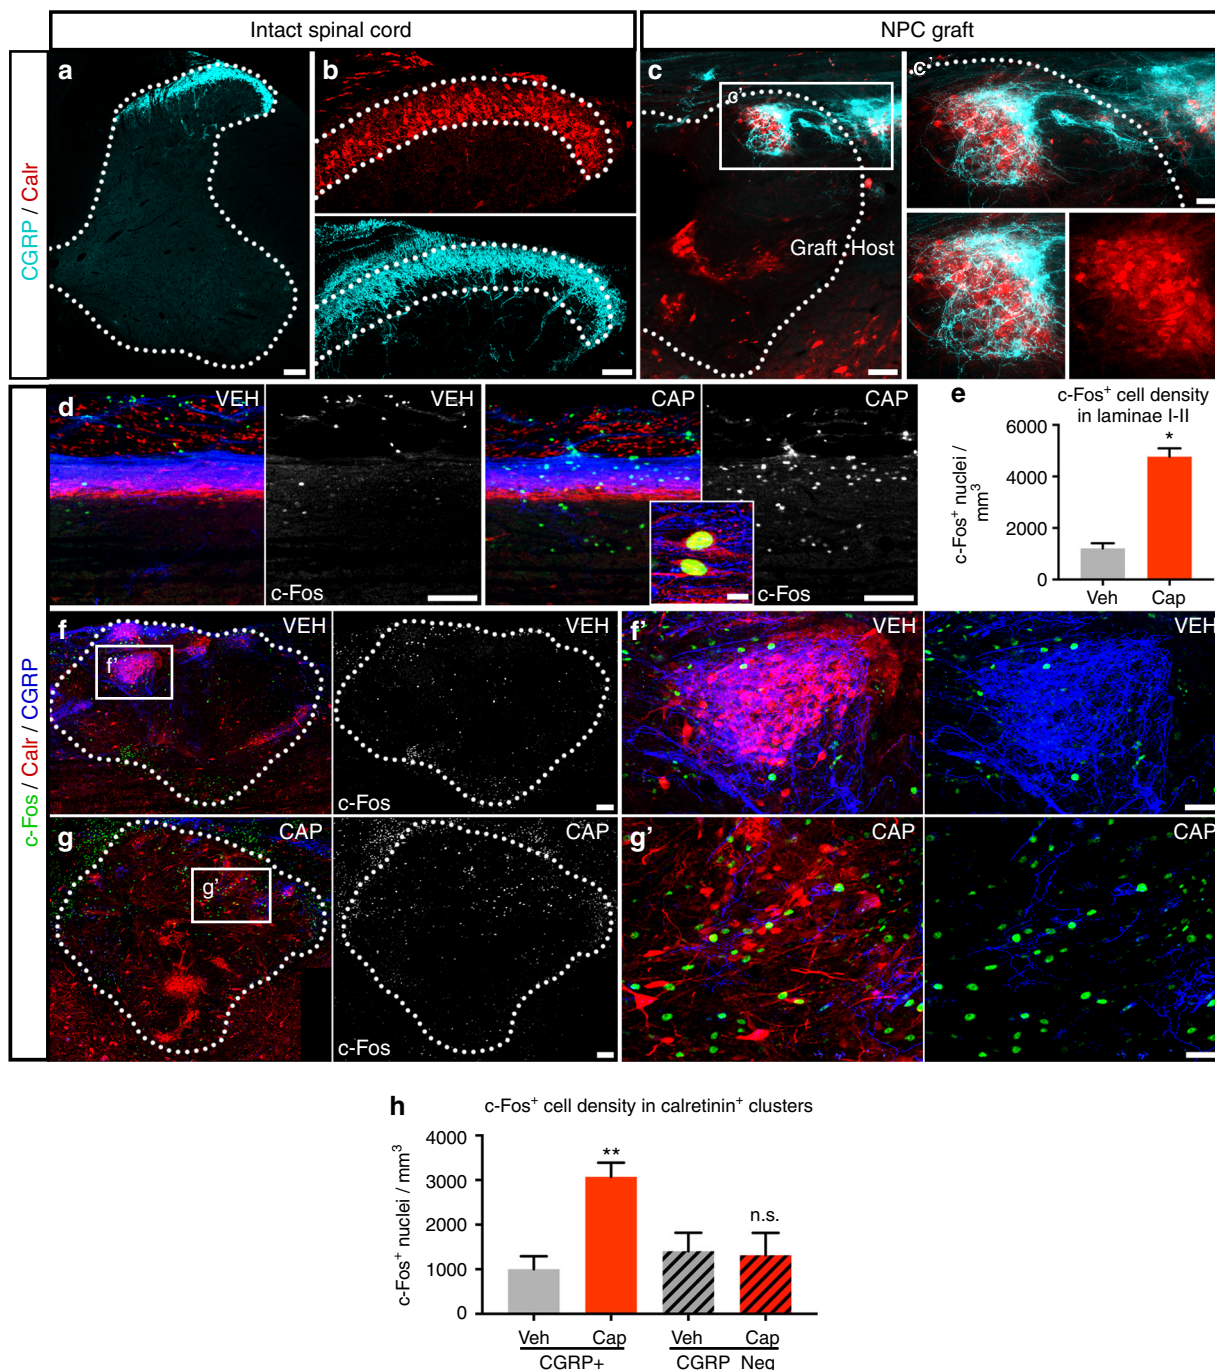 Intact spinal cord
NPC graft
CGRP / Calr
a
b
c
c'
Graft
Host
c'
d
VEH
VEH
c-Fos
CAP
CAP
c-Fos
e
c-Fos⁺ cell density
in laminae I-II
c-Fos⁺ nuclei /
mm³
6000
4000
2000
0
*
Veh
Cap
c-Fos / Calr / CGRP
f
f'
VEH
c-Fos
f'
VEH
VEH
g
g'
CAP
c-Fos
g'
CAP
CAP
h
c-Fos⁺ cell density in calretinin⁺ clusters
c-Fos⁺ nuclei / mm³
4000
3000
2000
1000
0
**
n.s.
Veh
Cap
Veh
Cap
CGRP+
CGRP Neg